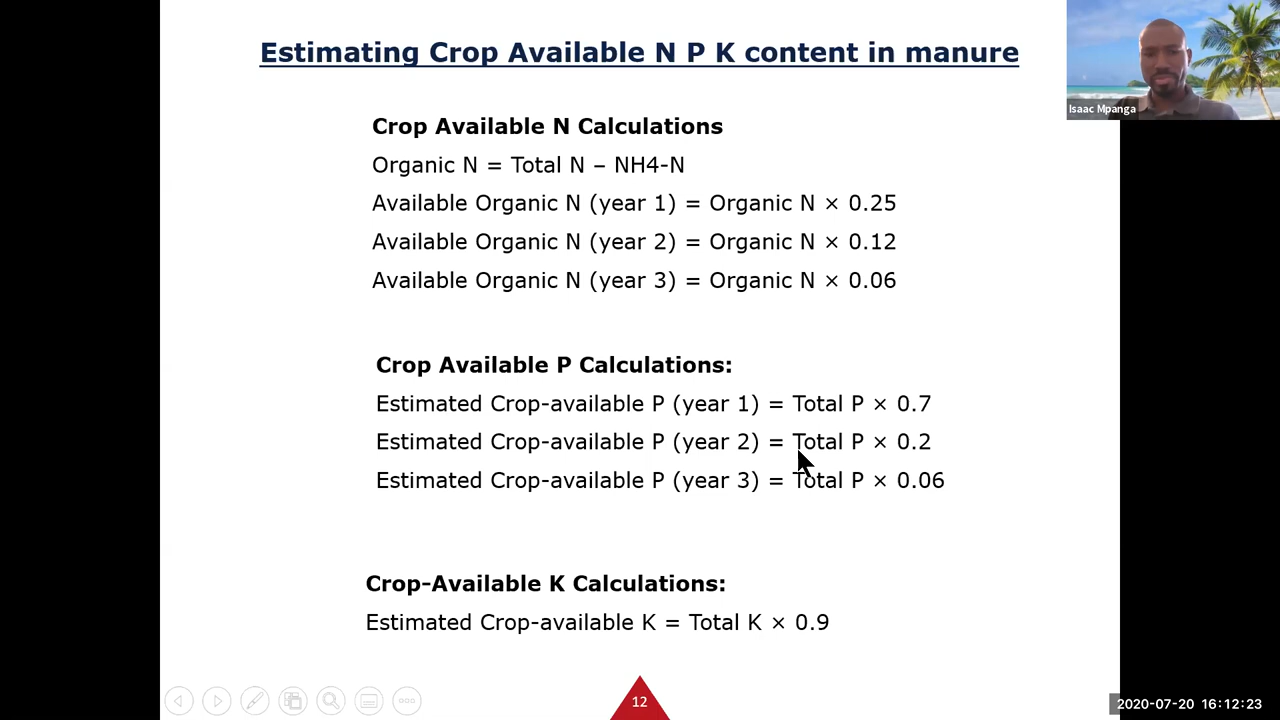 Estimating Crop Available N P K content in manure
Isaac Mpanga
Crop Available N Calculations
Organic N = Total N – NH4-N
Available Organic N (year 1) = Organic N × 0.25
Available Organic N (year 2) = Organic N × 0.12
Available Organic N (year 3) = Organic N × 0.06
Crop Available P Calculations:
Estimated Crop-available P (year 1) = Total P × 0.7
Estimated Crop-available P (year 2) = Total P × 0.2
Estimated Crop-available P (year 3) = Total P × 0.06
Crop-Available K Calculations:
Estimated Crop-available K = Total K × 0.9
12
2020-07-20 16:12:23